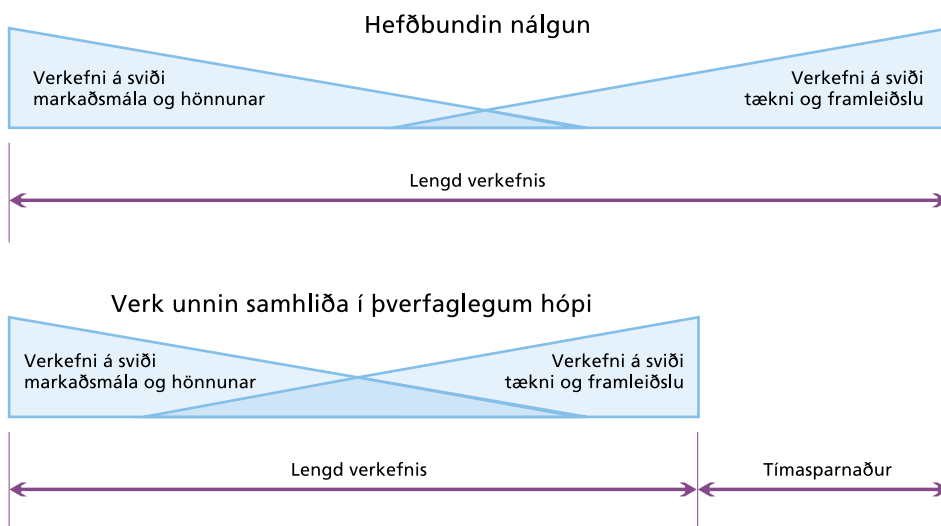 Hefðbundin nálgun
Verkefni á sviði
markaðsmála og hönnunar
Verkefni á sviði
tækni og framleiðslu
Lengd verkefnis
Verk unnin samhliða í þverfaglegum hópi
Verkefni á sviði
markaðsmála og hönnunar
Verkefni á sviði
tækni og framleiðslu
Lengd verkefnis
Tímasparnaður